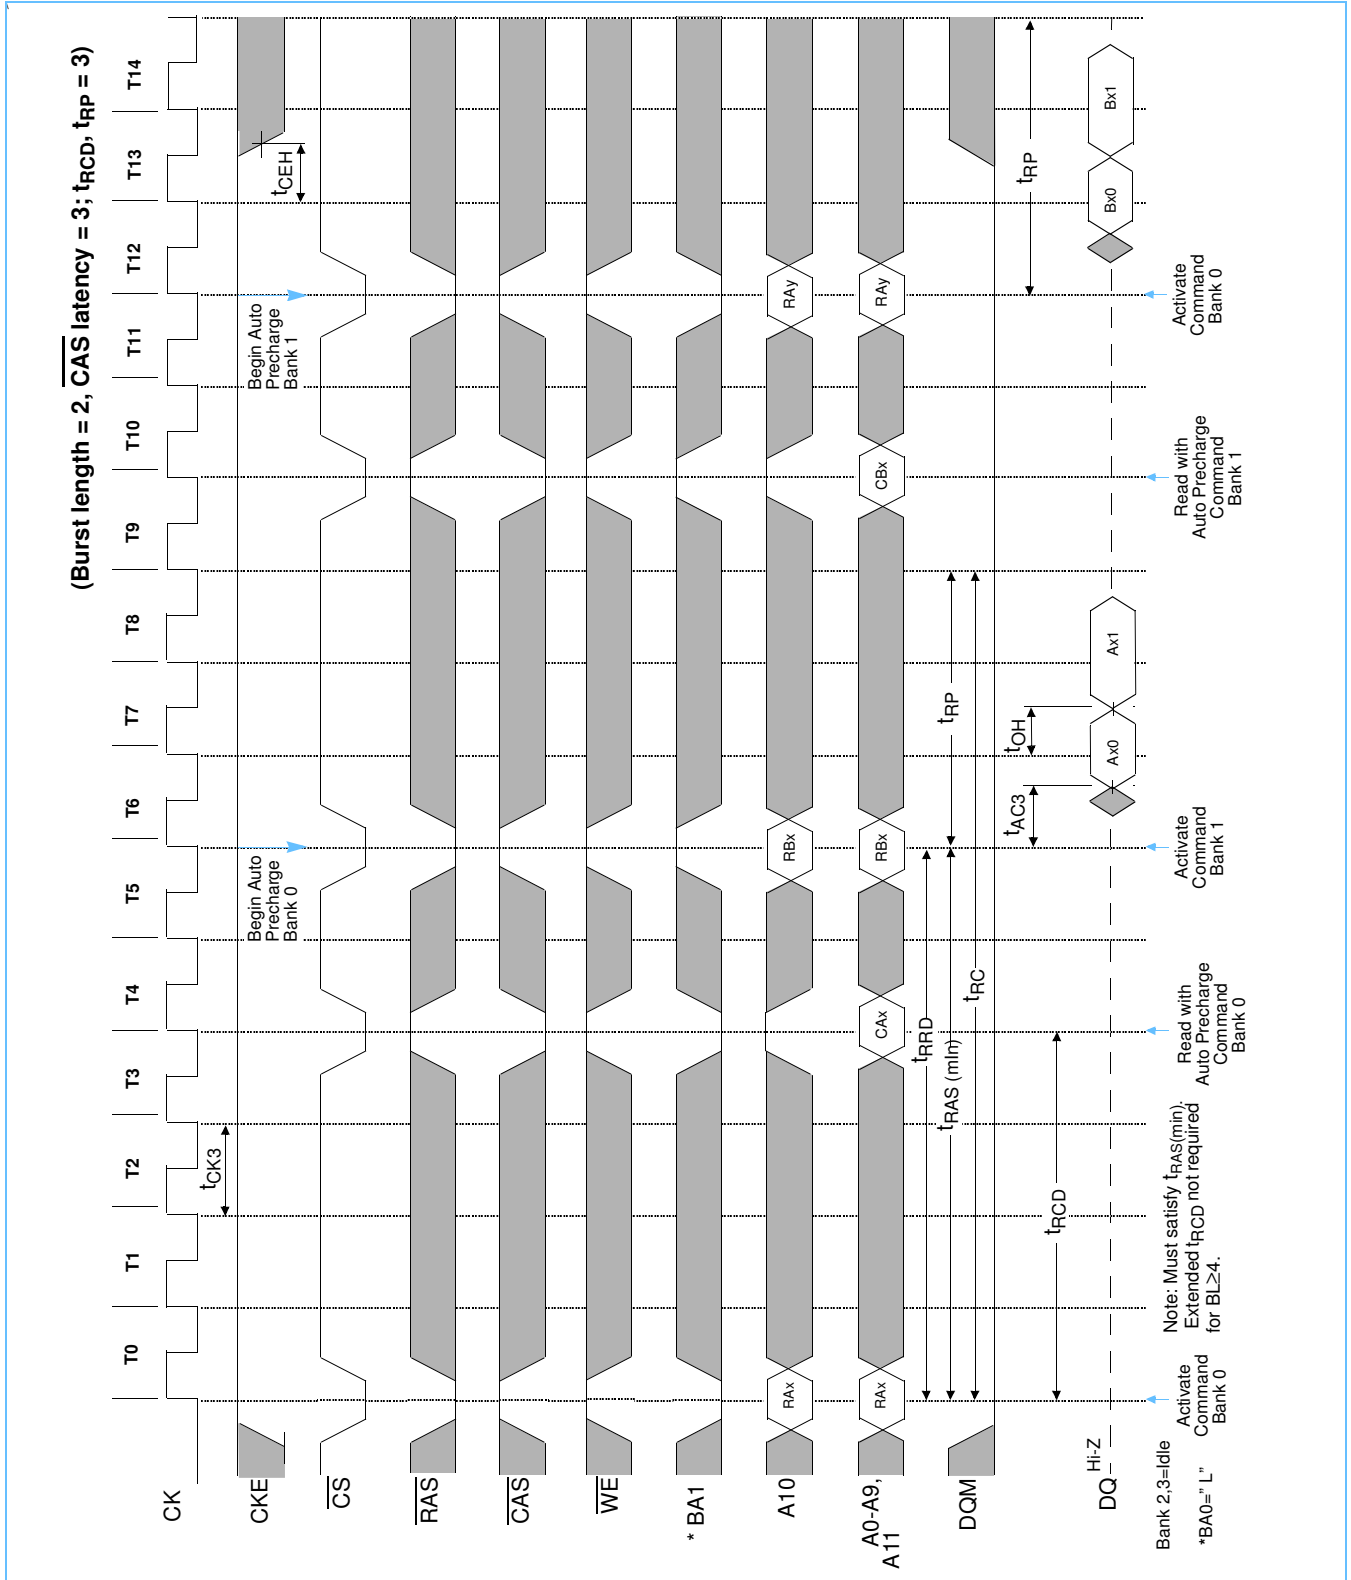 (Burst length = 2, CAS latency = 3; tRCD, tRP = 3)
T0 T1 T2 T3 T4 T5 T6 T7 T8 T9 T10 T11 T12 T13 T14
CK
tCK3
CKE
Begin Auto
Precharge
Bank 0
Begin Auto
Precharge
Bank 1
tCEH
CS
RAS
CAS
WE
* BA1
A10
RAx
RBx
RAy
A0-A9,
A11
RAx
CAx
RBx
CBx
RAy
tRRD
DQM
tRAS (mIn)
tRP
tRC
tAC3
tOH
tRP
tRCD
DQ
Hi-Z
Ax0
Ax1
Bx0
Bx1
Bank 2,3=Idle
*BA0=" L"
Activate
Command
Bank 0
Note: Must satisfy tRAS(min).
Extended tRCD not required
for BL≥4.
Read with
Auto Precharge
Command
Bank 0
Activate
Command
Bank 1
Read with
Auto Precharge
Command
Bank 1
Activate
Command
Bank 0